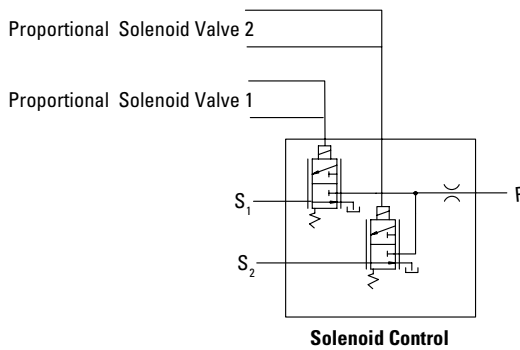 Proportional  Solenoid Valve 2
Proportional  Solenoid Valve 1
S₁
P
S₂
Solenoid Control